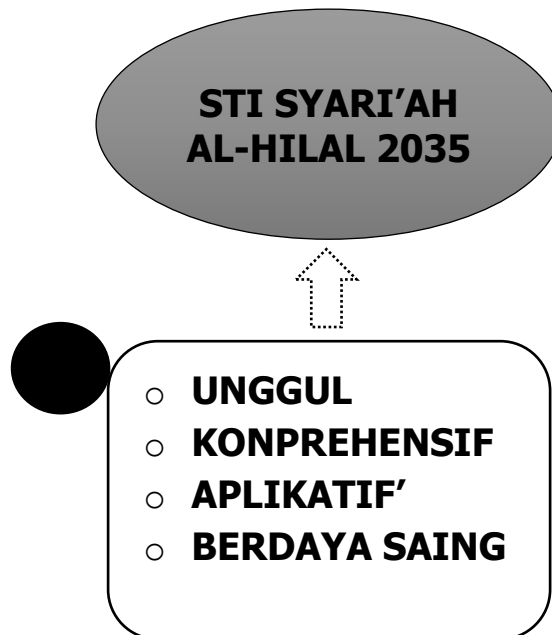 STI SYARI’AH
AL-HILAL 2035
○ UNGGUL
○ KONPREHENSIF
○ APLIKATIF’
○ BERDAYA SAING